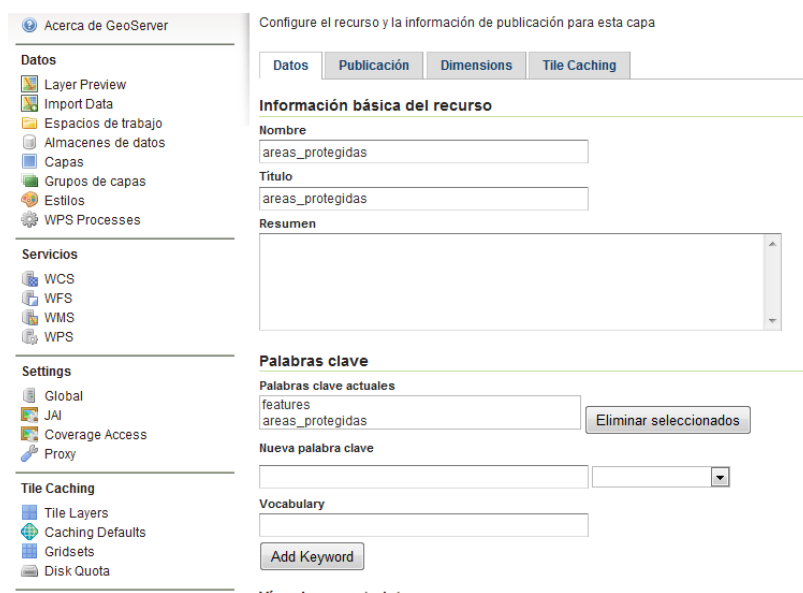 Acerca de GeoServer
Datos
Layer Preview
Import Data
Espacios de trabajo
Almacenes de datos
Capas
Grupos de capas
Estilos
WPS Processes
Servicios
WCS
WFS
WMS
WPS
Settings
Global
JAI
Coverage Access
Proxy
Tile Caching
Tile Layers
Caching Defaults
Gridsets
Disk Quota
Configure el recurso y la información de publicación para esta capa
Datos Publicación Dimensions Tile Caching
Información básica del recurso
Nombre
areas_protegidas
Título
areas_protegidas
Resumen
Palabras clave
Palabras clave actuales
features
areas_protegidas
Eliminar seleccionados
Nueva palabra clave
Vocabulary
Add Keyword